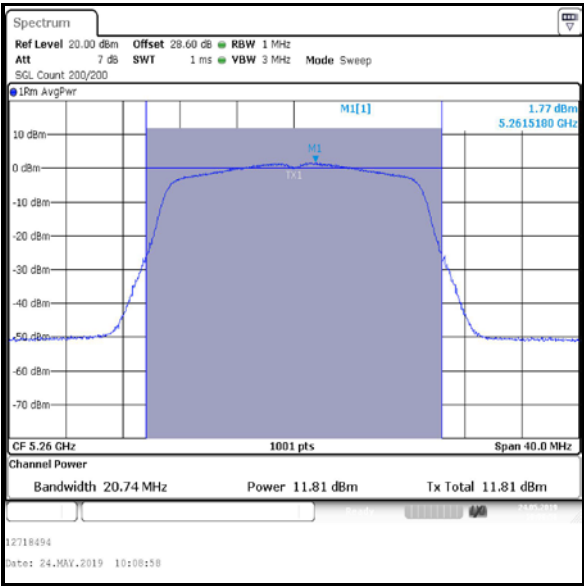 Spectrum
Ref Level 20.00 dBm Offset 28.60 dB RBW 1 MHz
Att 7 dB SWT 1 ms VBW 3 MHz Mode Sweep
SGL Count 200/200
1Rm AvgPwr
M1[1] 1.77 dBm
5.2615180 GHz
10 dBm
M1
0 dBm
TX1
-10 dBm
-20 dBm
-30 dBm
-40 dBm
-50 dBm
-60 dBm
-70 dBm
CF 5.26 GHz 1001 pts Span 40.0 MHz
Channel Power
Bandwidth 20.74 MHz Power 11.81 dBm Tx Total 11.81 dBm
Ready 24.05.2019
12718494
Date: 24.MAY.2019 10:08:58